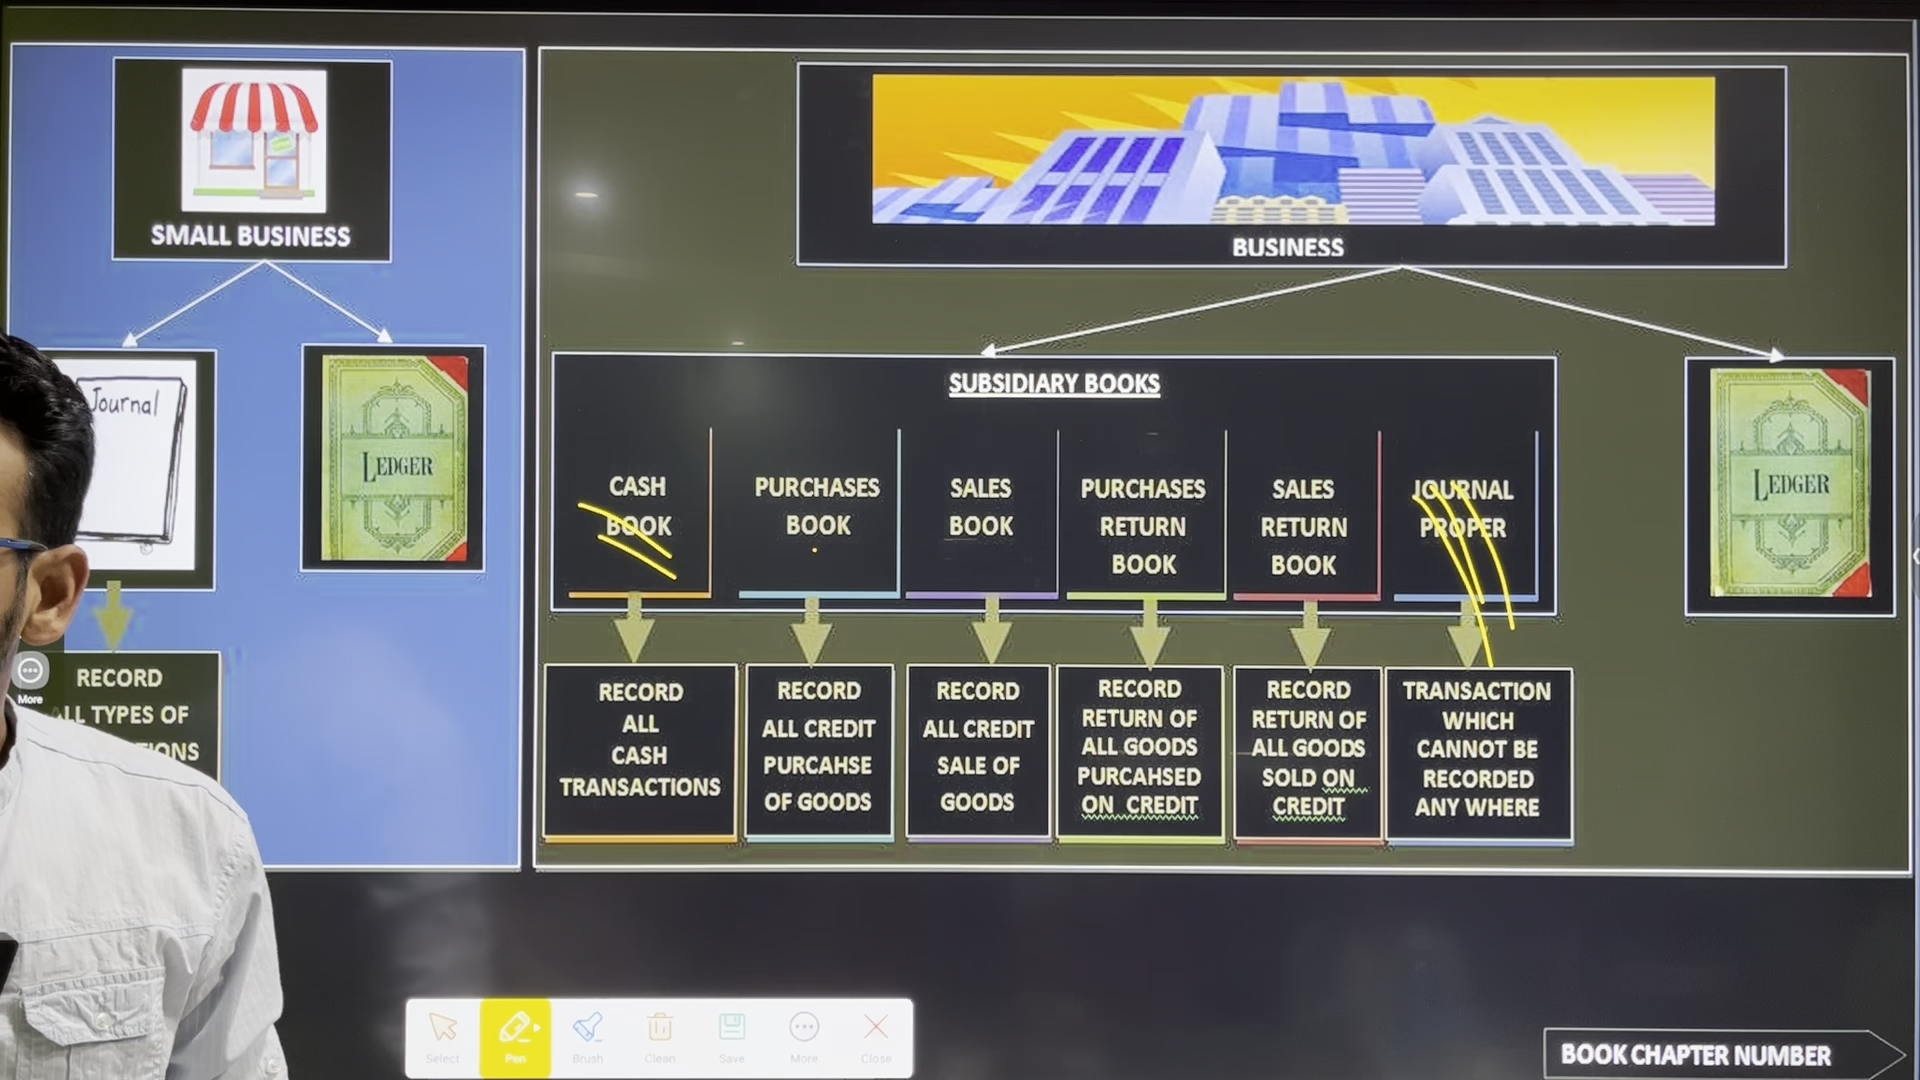 SMALL BUSINESS
BUSINESS
Journal
LEDGER
SUBSIDIARY BOOKS
CASH
BOOK
PURCHASES
BOOK
SALES
BOOK
PURCHASES
RETURN
BOOK
SALES
RETURN
BOOK
JOURNAL
PROPER
LEDGER
RECORD
ALL TYPES OF
RECORD
ALL
CASH
TRANSACTIONS
RECORD
ALL CREDIT
PURCAHSE
OF GOODS
RECORD
ALL CREDIT
SALE OF
GOODS
RECORD
RETURN OF
ALL GOODS
PURCAHSED
ON CREDIT
RECORD
RETURN OF
ALL GOODS
SOLD ON
CREDIT
TRANSACTION
WHICH
CANNOT BE
RECORDED
ANY WHERE
More
Select
Pen
Brush
Clean
Save
More
Close
BOOK CHAPTER NUMBER